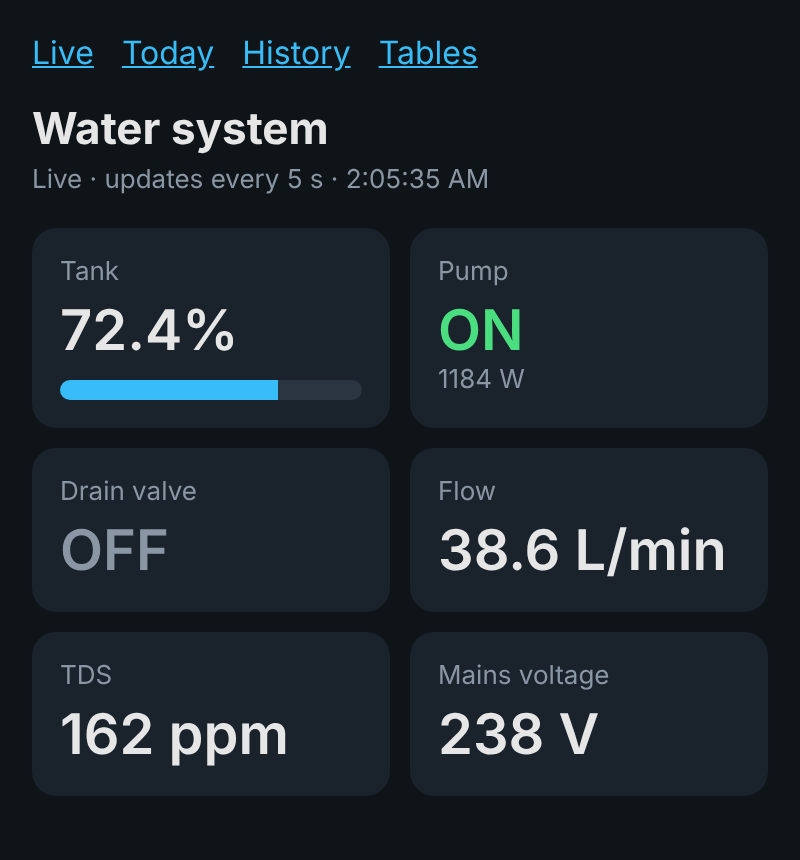 Live Today History Tables
Water system
Live · updates every 5 s · 2:05:35 AM
Tank
72.4%
Pump
ON
1184 W
Drain valve
OFF
Flow
38.6 L/min
TDS
162 ppm
Mains voltage
238 V